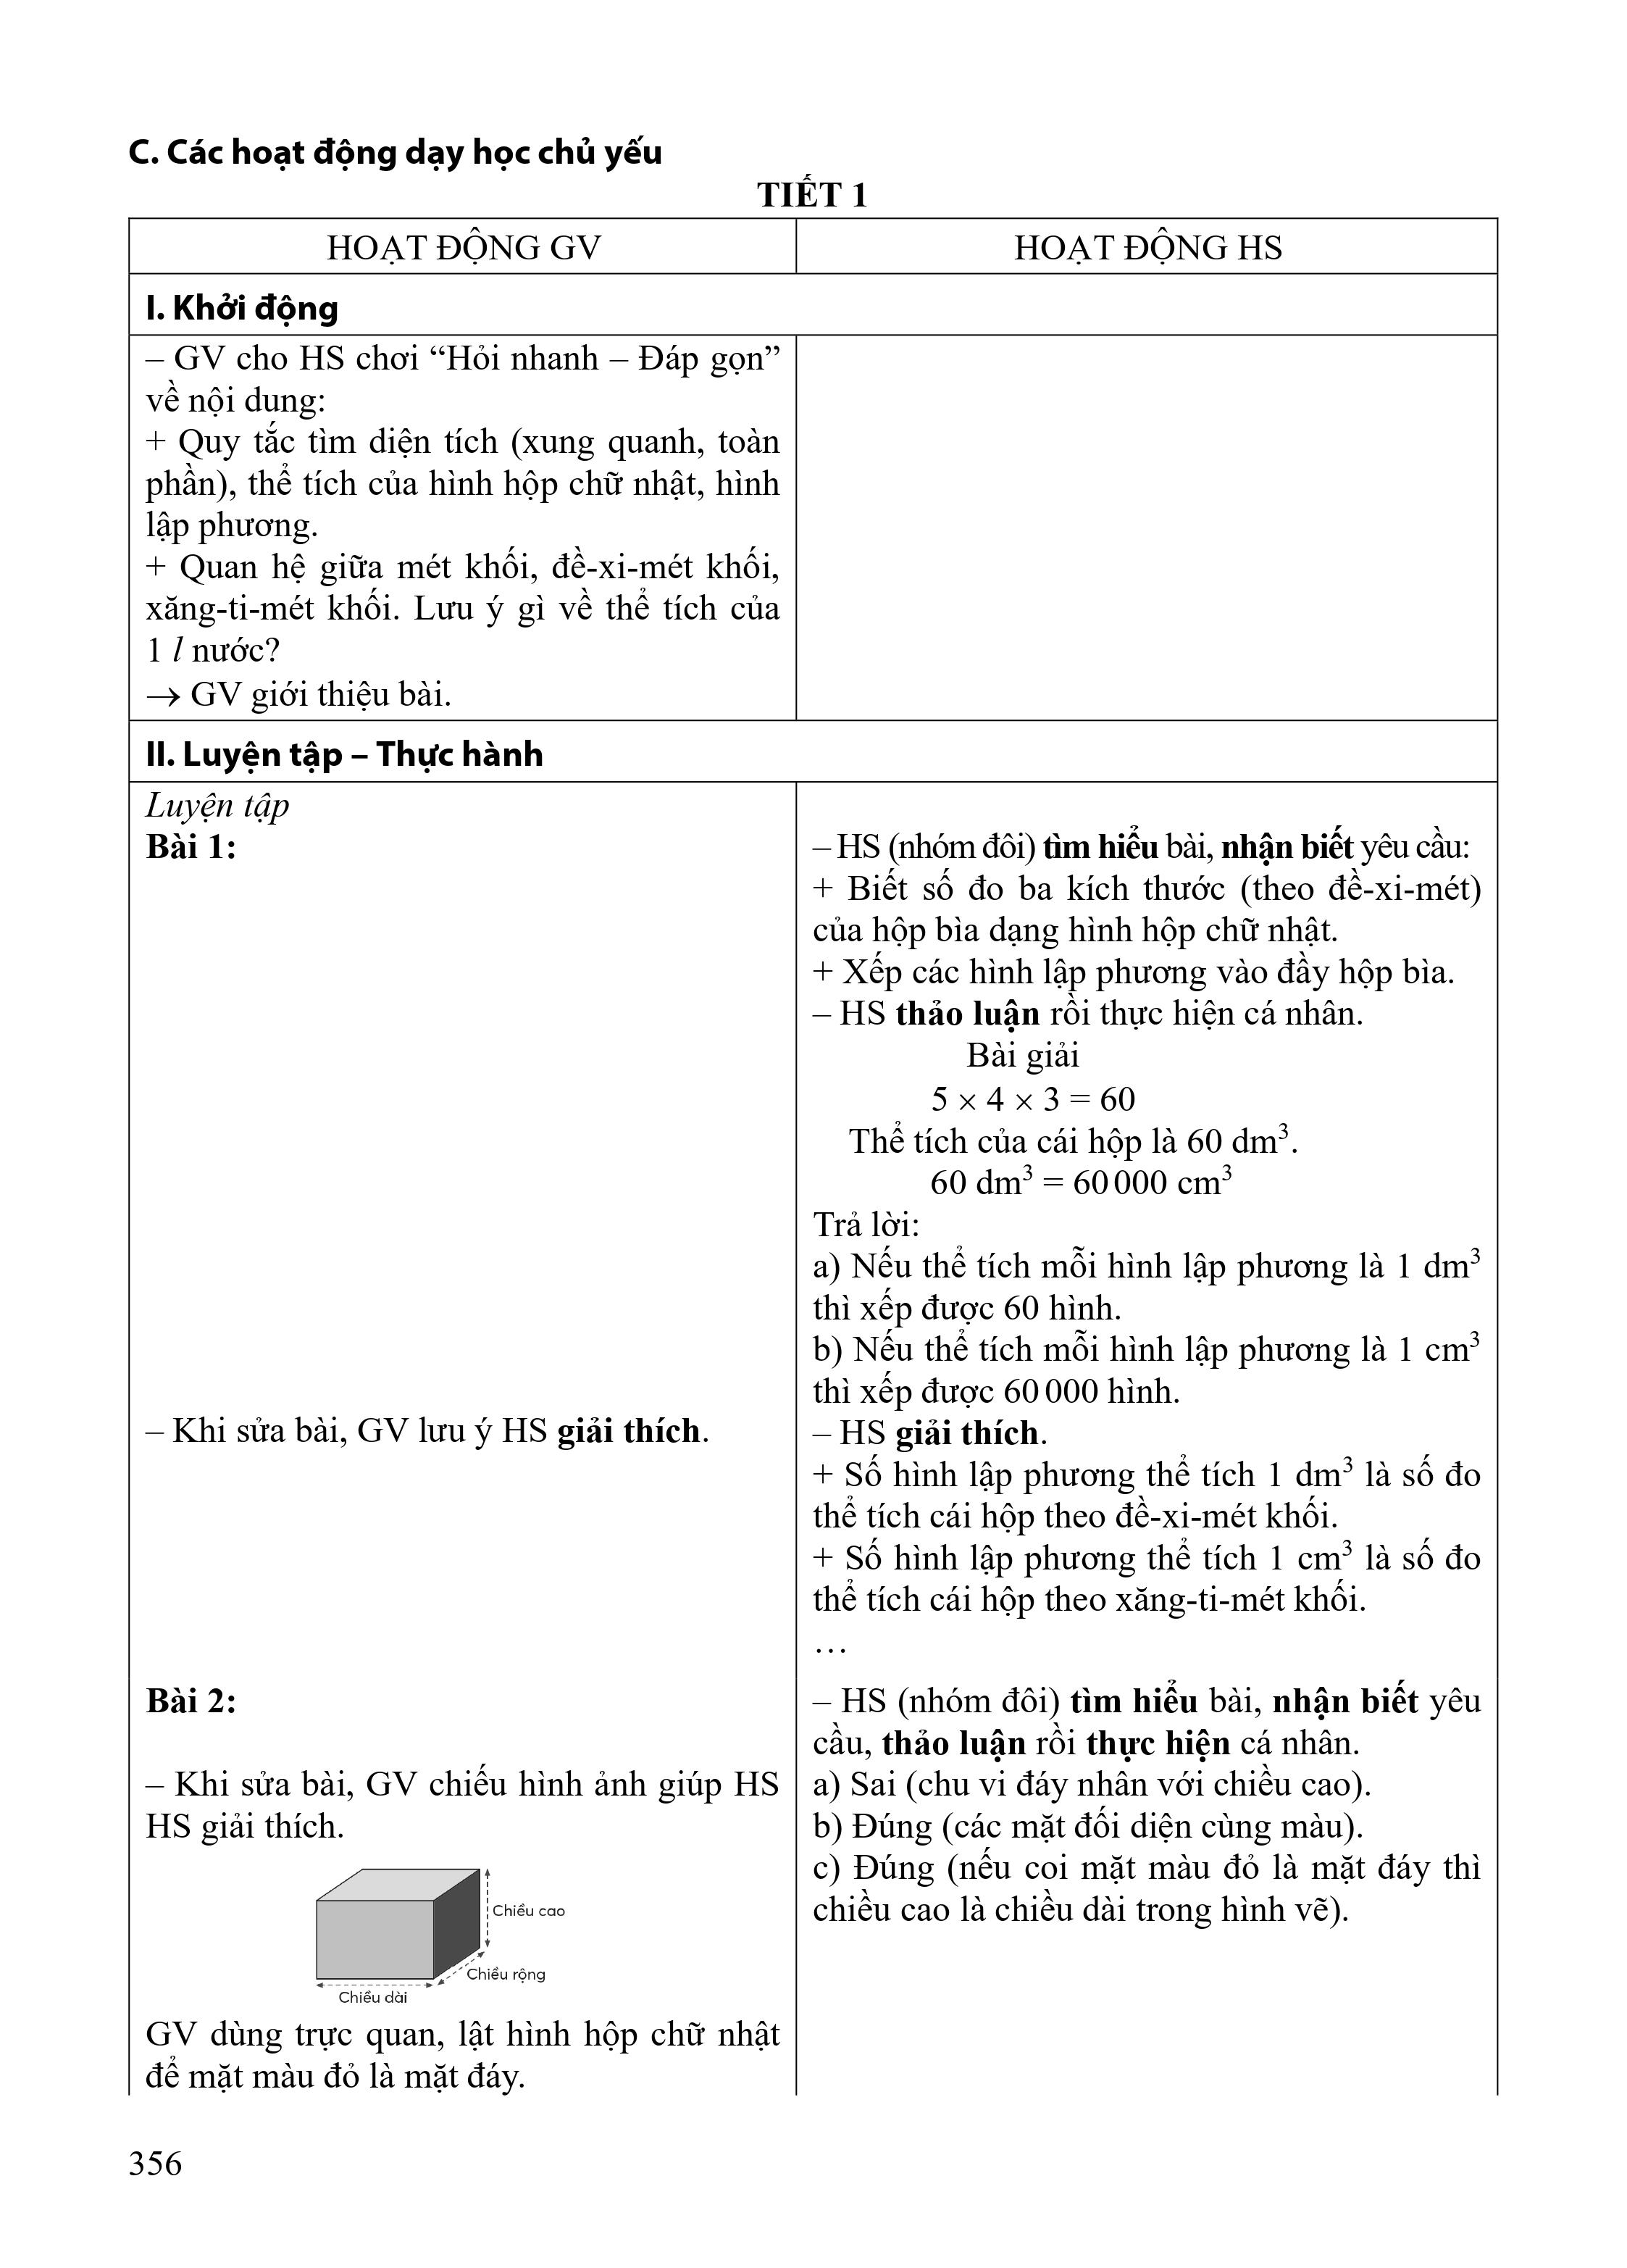 C. Các hoạt động dạy học chủ yếu
TIẾT 1
HOẠT ĐỘNG GV
HOẠT ĐỘNG HS
I. Khởi động
– GV cho HS chơi “Hỏi nhanh – Đáp gọn”
về nội dung:
+ Quy tắc tìm diện tích (xung quanh, toàn
phần), thể tích của hình hộp chữ nhật, hình
lập phương.
+ Quan hệ giữa mét khối, đề-xi-mét khối,
xăng-ti-mét khối. Lưu ý gì về thể tích của
1 l nước?
→ GV giới thiệu bài.
II. Luyện tập – Thực hành
Luyện tập
Bài 1:
– HS (nhóm đôi) tìm hiểu bài, nhận biết yêu cầu:
+ Biết số đo ba kích thước (theo đề-xi-mét)
của hộp bìa dạng hình hộp chữ nhật.
+ Xếp các hình lập phương vào đầy hộp bìa.
– HS thảo luận rồi thực hiện cá nhân.
Bài giải
5 × 4 × 3 = 60
Thể tích của cái hộp là 60 dm³.
60 dm³ = 60 000 cm³
Trả lời:
a) Nếu thể tích mỗi hình lập phương là 1 dm³
thì xếp được 60 hình.
b) Nếu thể tích mỗi hình lập phương là 1 cm³
thì xếp được 60 000 hình.
– Khi sửa bài, GV lưu ý HS giải thích.
– HS giải thích.
+ Số hình lập phương thể tích 1 dm³ là số đo
thể tích cái hộp theo đề-xi-mét khối.
+ Số hình lập phương thể tích 1 cm³ là số đo
thể tích cái hộp theo xăng-ti-mét khối.
…
Bài 2:
– Khi sửa bài, GV chiếu hình ảnh giúp HS
HS giải thích.
Chiều cao
Chiều rộng
Chiều dài
GV dùng trực quan, lật hình hộp chữ nhật
để mặt màu đỏ là mặt đáy.
– HS (nhóm đôi) tìm hiểu bài, nhận biết yêu
cầu, thảo luận rồi thực hiện cá nhân.
a) Sai (chu vi đáy nhân với chiều cao).
b) Đúng (các mặt đối diện cùng màu).
c) Đúng (nếu coi mặt màu đỏ là mặt đáy thì
chiều cao là chiều dài trong hình vẽ).
356